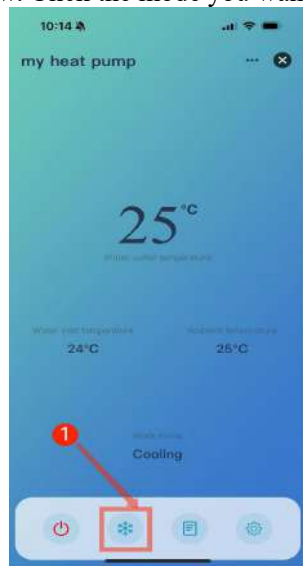 10:14
my heat pump
25°C
Water outlet temperature
Water inlet temperature
Ambient temperature
24°C
25°C
1
Work mode
Cooling